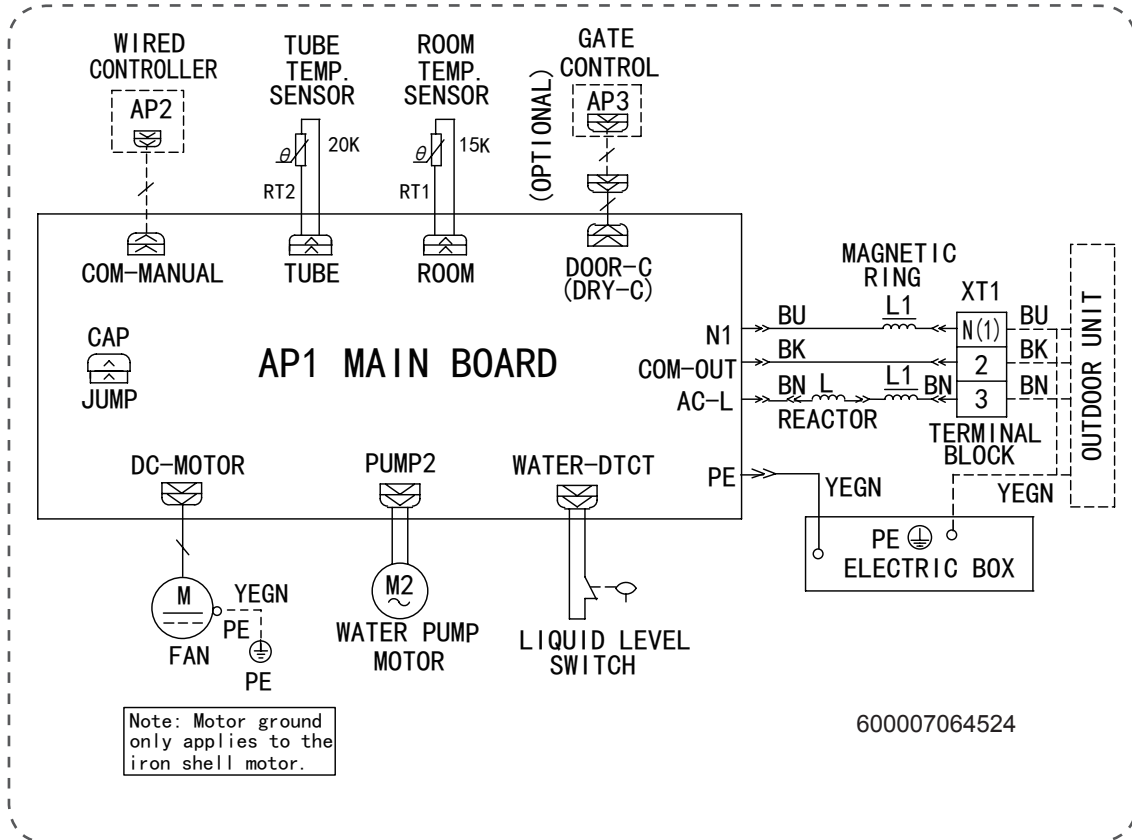 WIRED
CONTROLLER
AP2
TUBE
TEMP.
SENSOR
θ
20K
RT2
ROOM
TEMP.
SENSOR
θ
15K
RT1
GATE
CONTROL
(OPTIONAL)
AP3
COM-MANUAL
TUBE
ROOM
DOOR-C
(DRY-C)
CAP
JUMP
AP1 MAIN BOARD
N1
COM-OUT
AC-L
PE
BU
BK
BN
L
REACTOR
MAGNETIC
RING
L1
L1
BN
XT1
N(1)
2
3
TERMINAL
BLOCK
BU
BK
BN
OUTDOOR UNIT
YEGN
YEGN
PE
ELECTRIC BOX
DC-MOTOR
PUMP2
WATER-DTCT
M
YEGN
PE
FAN
PE
M2
WATER PUMP
MOTOR
LIQUID LEVEL
SWITCH
Note: Motor ground
only applies to the
iron shell motor.
600007064524